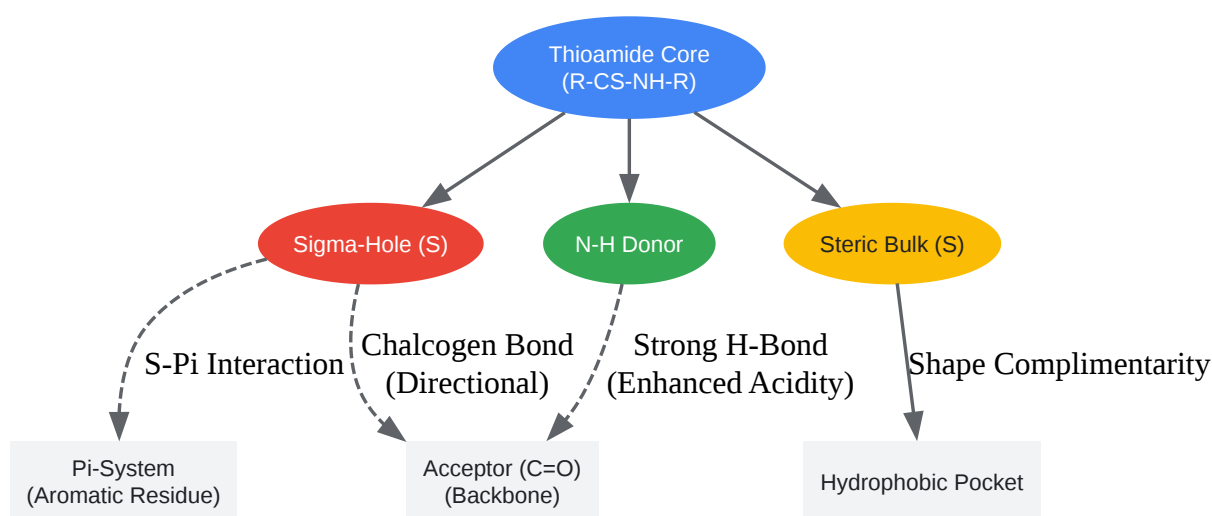 Thioamide Core
(R-CS-NH-R)
Sigma-Hole (S)
N-H Donor
Steric Bulk (S)
S-Pi Interaction
Chalcogen Bond
(Directional)
Strong H-Bond
(Enhanced Acidity)
Shape Complimentarity
Pi-System
(Aromatic Residue)
Acceptor (C=O)
(Backbone)
Hydrophobic Pocket